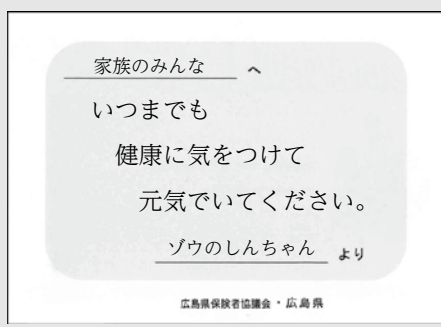 家族のみんな へ
いつまでも
健康に気をつけて
元気でいてください。
ゾウのしんちゃん より
広島県保険者協議会・広島県